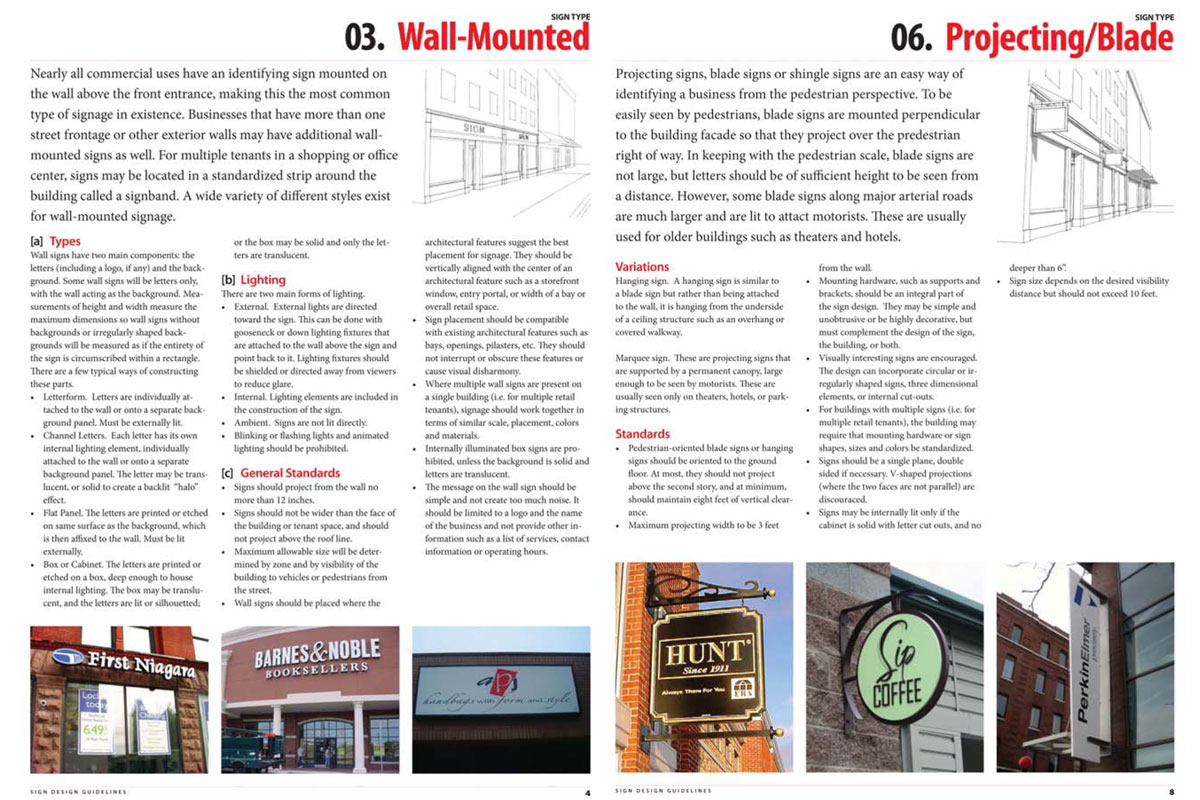 SIGN TYPE
03. Wall-Mounted
Nearly all commercial uses have an identifying sign mounted on
the wall above the front entrance, making this the most common
type of signage in existence. Businesses that have more than one
street frontage or other exterior walls may have additional wall-
mounted signs as well. For multiple tenants in a shopping or office
center, signs may be located in a standardized strip around the
building called a signband. A wide variety of different styles exist
for wall-mounted signage.
SIGN
[a] Types
Wall signs have two main components: the
letters (including a logo, if any) and the back-
ground. Some wall signs will be letters only,
with the wall acting as the background. Mea-
surements of height and width measure the
maximum dimensions so wall signs without
backgrounds or irregularly shaped back-
grounds will be measured as if the entirety of
the sign is circumscribed within a rectangle.
There are a few typical ways of constructing
these parts.
• Letterform. Letters are individually at-
tached to the wall or onto a separate back-
ground panel. Must be externally lit.
• Channel Letters. Each letter has its own
internal lighting element, individually
attached to the wall or onto a separate
background panel. The letter may be trans-
lucent, or solid to create a backlit "halo"
effect.
• Flat Panel. The letters are printed or etched
on same surface as the background, which
is then affixed to the wall. Must be lit
externally.
• Box or Cabinet. The letters are printed or
etched on a box, deep enough to house
internal lighting. The box may be translu-
cent, and the letters are lit or silhouetted;
or the box may be solid and only the let-
ters are translucent.
[b] Lighting
There are two main forms of lighting.
• External. External lights are directed
toward the sign. This can be done with
gooseneck or down lighting fixtures that
are attached to the wall above the sign and
point back to it. Lighting fixtures should
be shielded or directed away from viewers
to reduce glare.
• Internal. Lighting elements are included in
the construction of the sign.
• Ambient. Signs are not lit directly.
• Blinking or flashing lights and animated
lighting should be prohibited.
[c] General Standards
• Signs should project from the wall no
more than 12 inches.
• Signs should not be wider than the face of
the building or tenant space, and should
not project above the roof line.
• Maximum allowable size will be deter-
mined by zone and by visibility of the
building to vehicles or pedestrians from
the street.
• Wall signs should be placed where the
architectural features suggest the best
placement for signage. They should be
vertically aligned with the center of an
architectural feature such as a storefront
window, entry portal, or width of a bay or
overall retail space.
• Sign placement should be compatible
with existing architectural features such as
bays, openings, pilasters, etc. They should
not interrupt or obscure these features or
cause visual disharmony.
• Where multiple wall signs are present on
a single building (i.e. for multiple retail
tenants), signage should work together in
terms of similar scale, placement, colors
and materials.
• Internally illuminated box signs are pro-
hibited, unless the background is solid and
letters are translucent.
• The message on the wall sign should be
simple and not create too much noise. It
should be limited to a logo and the name
of the business and not provide other in-
formation such as a list of services, contact
information or operating hours.
First Niagara
6.49
BARNES & NOBLE
BOOKSELLERS
apj
handbags with form and style
SIGN DESIGN GUIDELINES
4
SIGN TYPE
06. Projecting/Blade
Projecting signs, blade signs or shingle signs are an easy way of
identifying a business from the pedestrian perspective. To be
easily seen by pedestrians, blade signs are mounted perpendicular
to the building facade so that they project over the predestrian
right of way. In keeping with the pedestrian scale, blade signs are
not large, but letters should be of sufficient height to be seen from
a distance. However, some blade signs along major arterial roads
are much larger and are lit to attact motorists. These are usually
used for older buildings such as theaters and hotels.
Variations
Hanging sign. A hanging sign is similar to
a blade sign but rather than being attached
to the wall, it is hanging from the underside
of a ceiling structure such as an overhang or
covered walkway.
Marquee sign. These are projecting signs that
are supported by a permanent canopy, large
enough to be seen by motorists. These are
usually seen only on theaters, hotels, or park-
ing structures.
Standards
• Pedestrian-oriented blade signs or hanging
signs should be oriented to the ground
floor. At most, they should not project
above the second story, and at minimum,
should maintain eight feet of vertical clear-
ance.
• Maximum projecting width to be 3 feet
from the wall.
• Mounting hardware, such as supports and
brackets, should be an integral part of
the sign design. They may be simple and
unobtrusive or be highly decorative, but
must complement the design of the sign,
the building, or both.
• Visually interesting signs are encouraged.
The design can incorporate circular or ir-
regularly shaped signs, three dimensional
elements, or internal cut-outs.
• For buildings with multiple signs (i.e. for
multiple retail tenants), the building may
require that mounting hardware or sign
shapes, sizes and colors be standardized.
• Signs should be a single plane, double
sided if necessary. V-shaped projections
(where the two faces are not parallel) are
discouraced.
• Signs may be internally lit only if the
cabinet is solid with letter cut outs, and no
deeper than 6".
• Sign size depends on the desired visibility
distance but should not exceed 10 feet.
HUNT
Since 1911
Always There For You
ERA
Sip
COFFEE
PerkinElmer
precisely.
SIGN DESIGN GUIDELINES
8